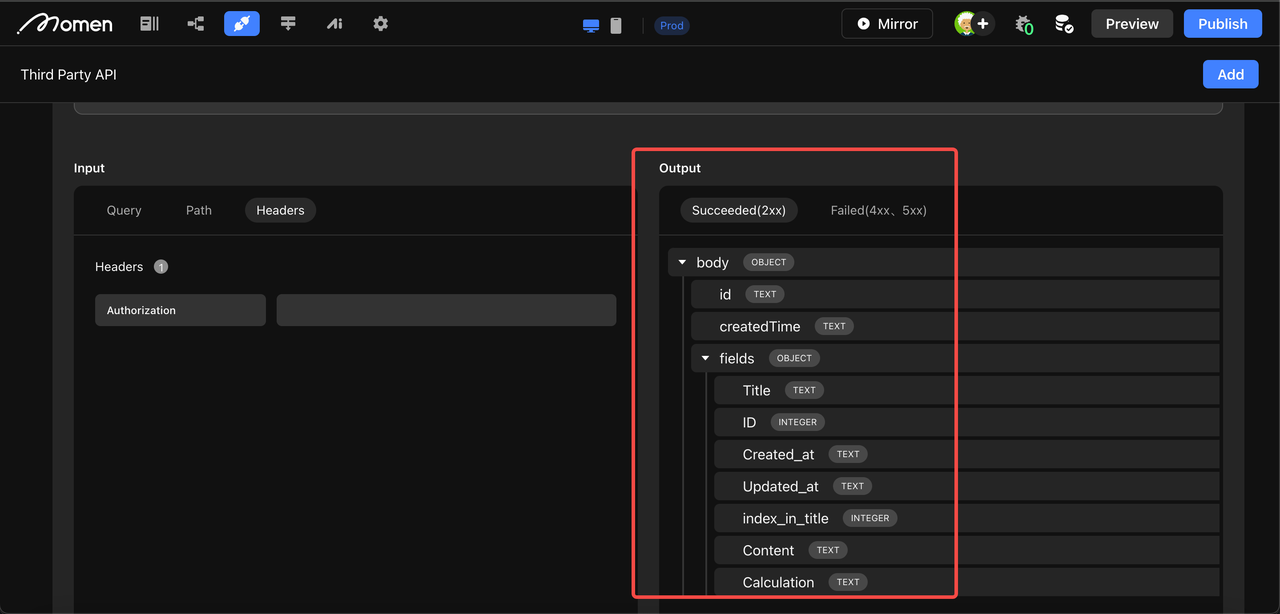 Momen
Ai
Prod
Mirror
0
Preview
Publish
Third Party API
Add
Input
Query
Path
Headers
Headers 1
Authorization
Output
Succeeded(2xx)
Failed(4xx、5xx)
body OBJECT
id TEXT
createdTime TEXT
fields OBJECT
Title TEXT
ID INTEGER
Created_at TEXT
Updated_at TEXT
index_in_title INTEGER
Content TEXT
Calculation TEXT